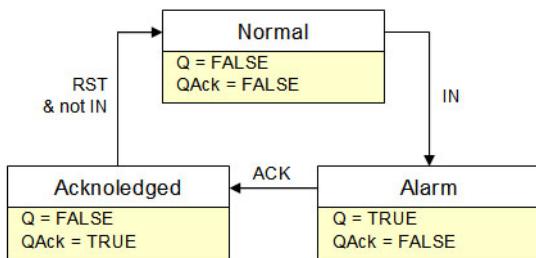 Normal
Q = FALSE
QAck = FALSE
RST
& not IN
IN
Acknoledged
Q = FALSE
QAck = TRUE
ACK
Alarm
Q = TRUE
QAck = FALSE